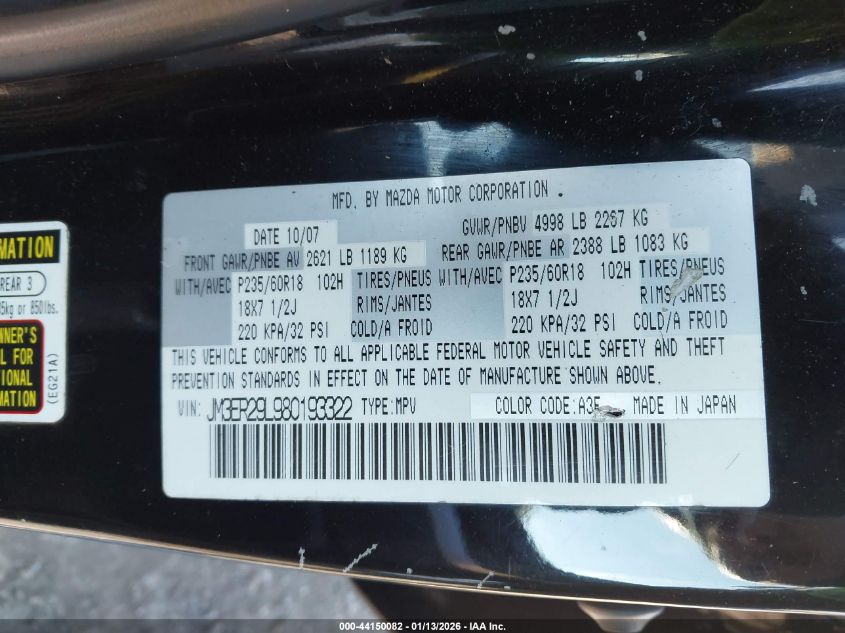 MFD. BY MAZDA MOTOR CORPORATION .
DATE 10/07 GVWR/PNBV 4998 LB 2267 KG
FRONT GAWR/PNBE AV 2621 LB 1189 KG REAR GAWR/PNBE AR 2388 LB 1083 KG
WITH/AVEC P235/60R18 102H TIRES/PNEUS WITH/AVEC P235/60R18 102H TIRES/PNEUS
18X7 1/2J RIMS/JANTES 18X7 1/2J RIMS/JANTES
220 KPA/32 PSI COLD/A FROID 220 KPA/32 PSI COLD/A FROID
THIS VEHICLE CONFORMS TO ALL APPLICABLE FEDERAL MOTOR VEHICLE SAFETY AND THEFT
PREVENTION STANDARDS IN EFFECT ON THE DATE OF MANUFACTURE SHOWN ABOVE.
VIN: JM3ER29L980193322 TYPE:MPV COLOR CODE: MADE IN JAPAN
REAR 3
or 850lbs.
L FOR
(EG21A)
000-44150082 - 01/13/2026 - IAA Inc.